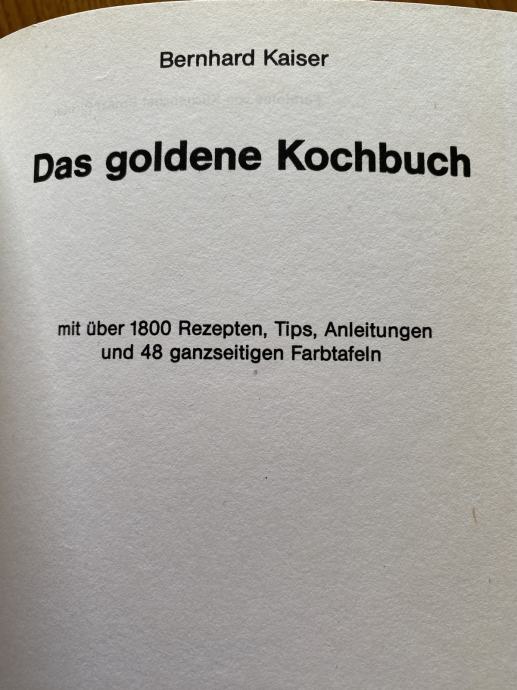 Bernhard Kaiser
Das goldene Kochbuch
mit über 1800 Rezepten, Tips, Anleitungen
und 48 ganzseitigen Farbtafeln